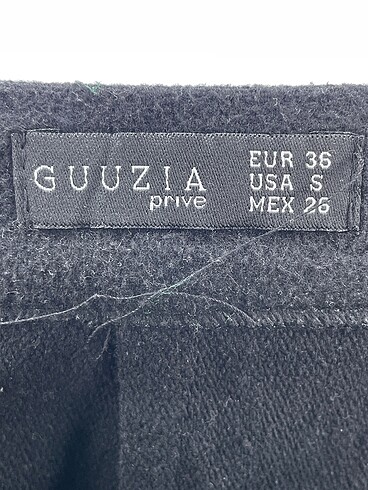 GUUZIA
prive
EUR 36
USA S
MEX 26